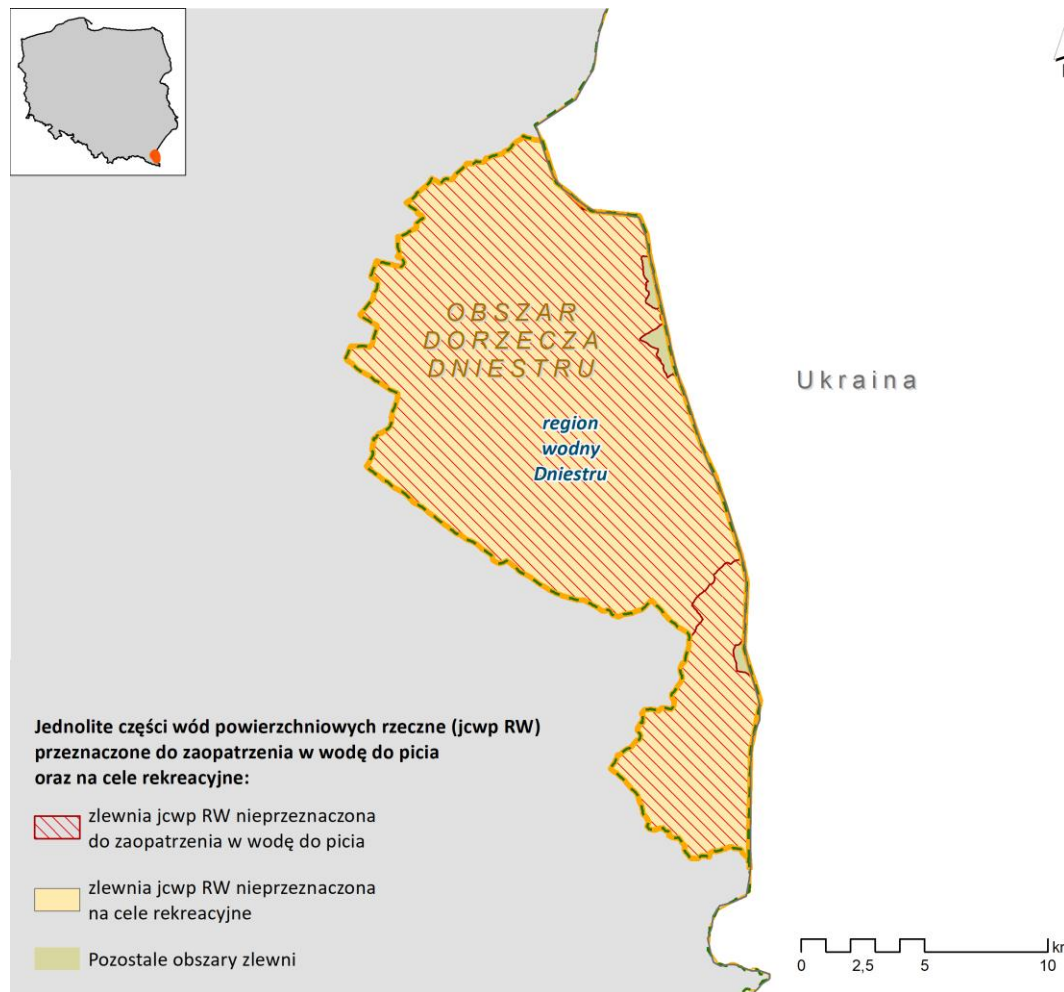 OBSZAR
DORZECZA
DNIESTRU
region
wodny
Dniestru
Ukraina
Jednolite części wód powierzchniowych rzeczne (jcwp RW)
przeznaczone do zaopatrzenia w wodę do picia
oraz na cele rekreacyjne:
zlewnia jcwp RW nieprzeznaczona
do zaopatrzenia w wodę do picia
zlewnia jcwp RW nieprzeznaczona
na cele rekreacyjne
Pozostałe obszary zlewni
km
0 2,5 5 10